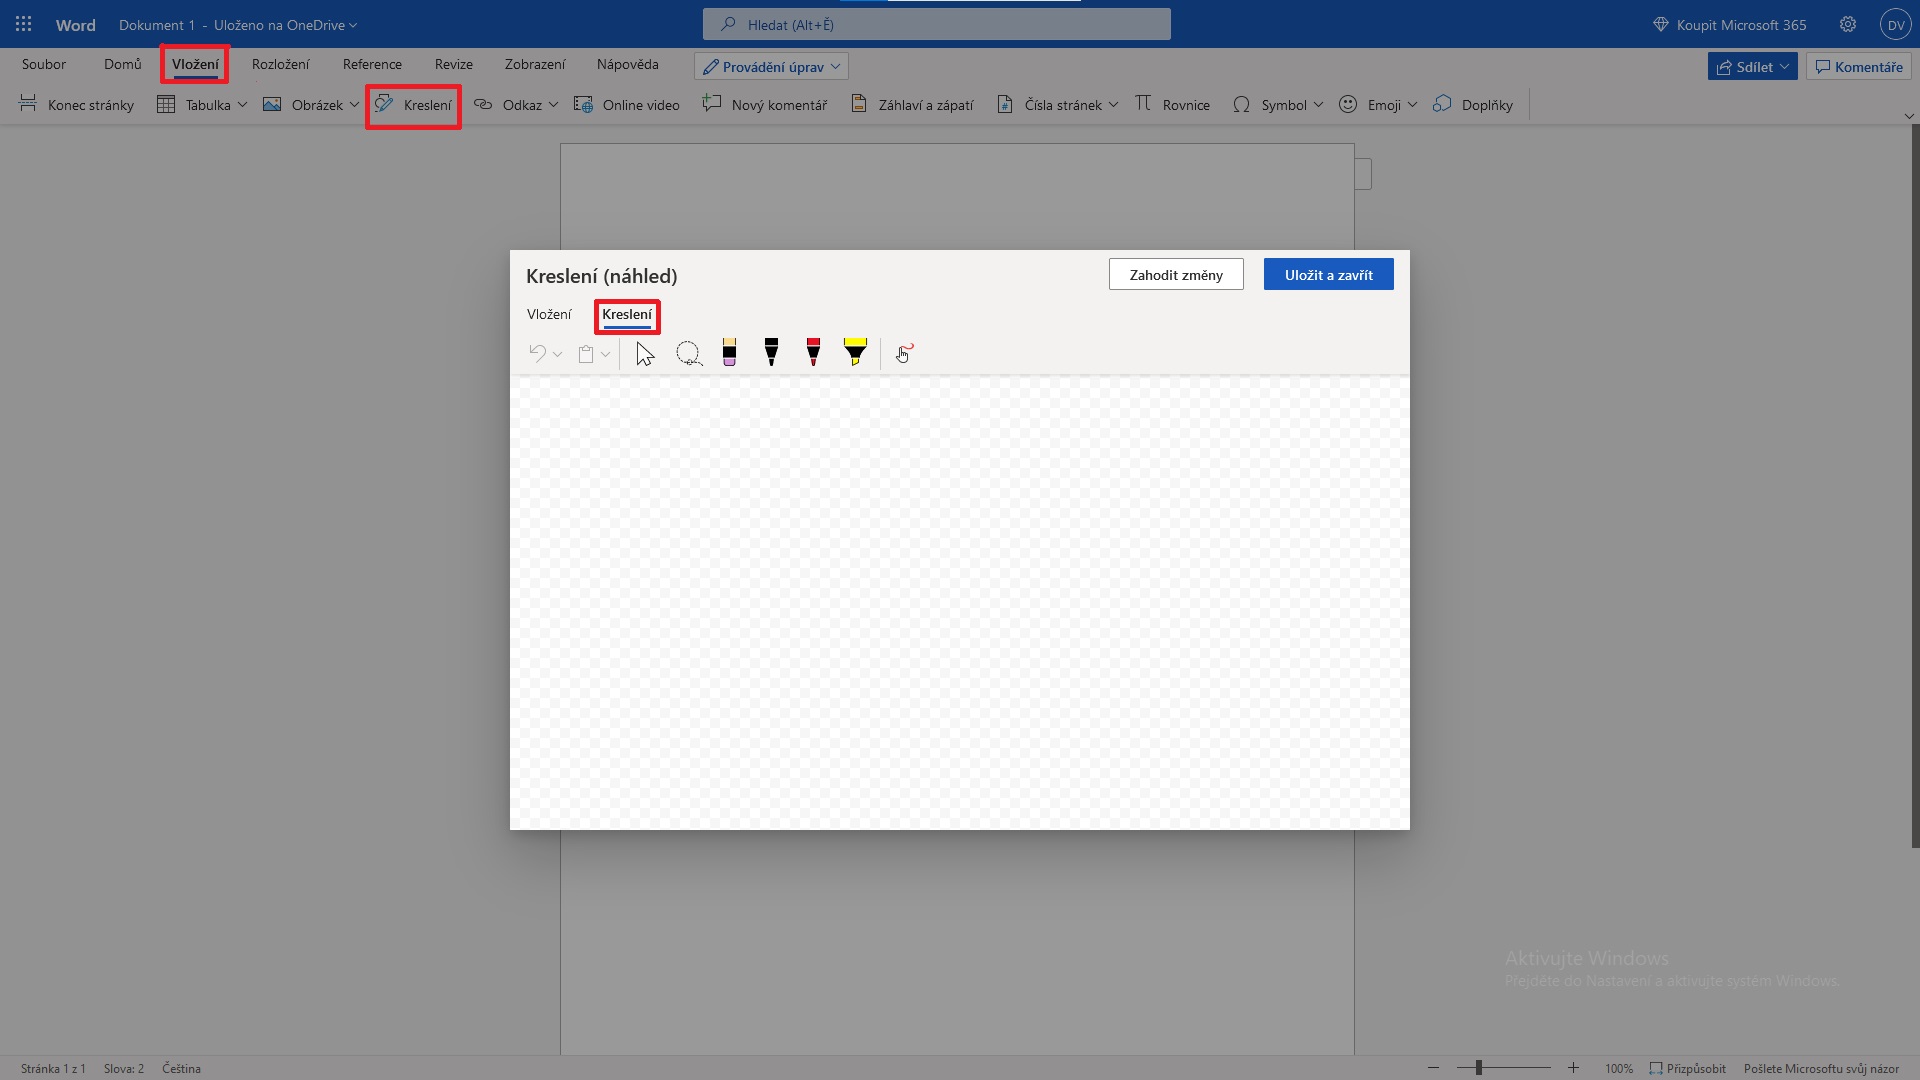 Word Dokument 1 - Uloženo na OneDrive Hledat (Alt+Ě) Koupit Microsoft 365 DV
Soubor Domů Vložení Rozložení Reference Revize Zobrazení Nápověda Provádění úprav Sdílet Komentáře
Konec stránky Tabulka Obrázek Kreslení Odkaz Online video Nový komentář Záhlaví a zápatí Čísla stránek Rovnice Symbol Emoji Doplňky
Kreslení (náhled) Zahodit změny Uložit a zavřít
Vložení Kreslení
Aktivujte Windows
Přejděte do Nastavení a aktivujte systém Windows.
Stránka 1 z 1 Slova: 2 Čeština 100% Přizpůsobit Pošlete Microsoftu svůj názor